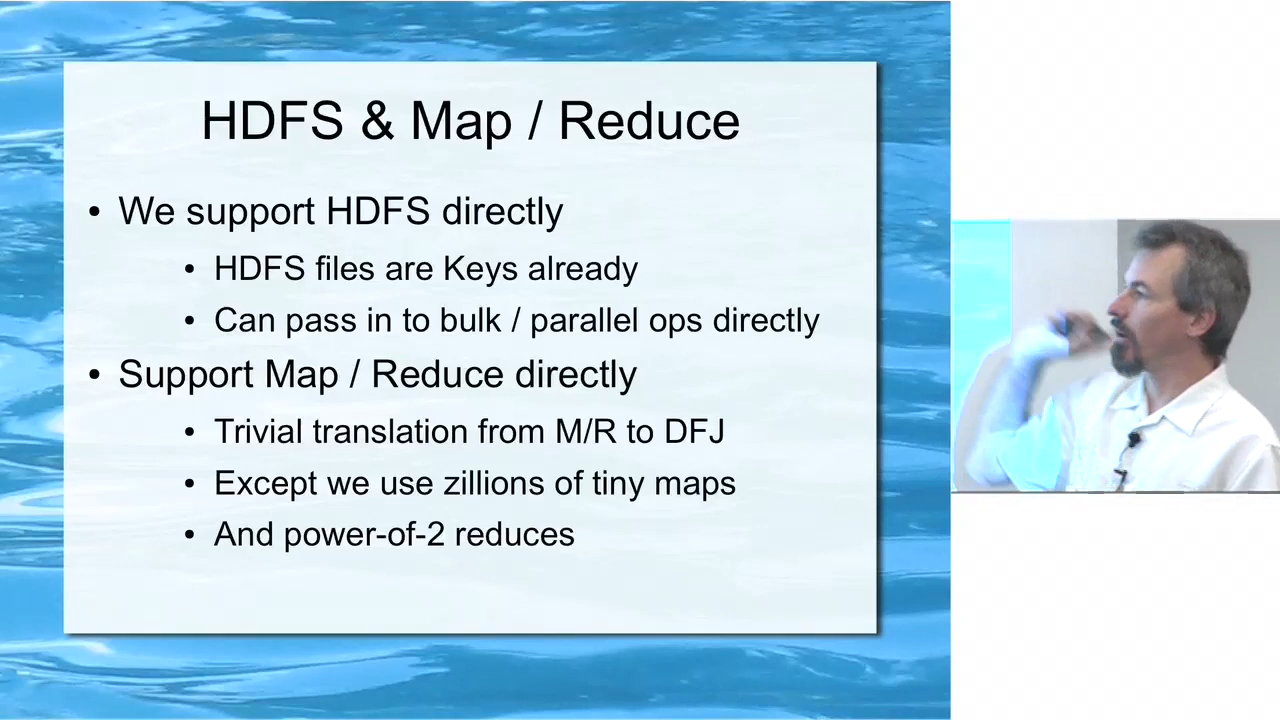 HDFS & Map / Reduce
• We support HDFS directly
• HDFS files are Keys already
• Can pass in to bulk / parallel ops directly
• Support Map / Reduce directly
• Trivial translation from M/R to DFJ
• Except we use zillions of tiny maps
• And power-of-2 reduces